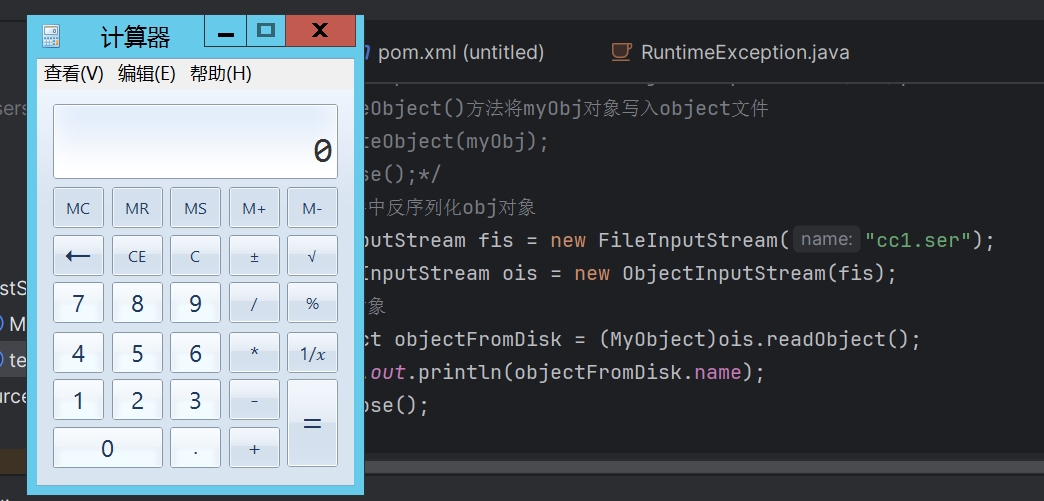 计算器
查看(V) 编辑(E) 帮助(H)
0
MC MR MS M+ M-
← CE C ± √
7 8 9 / %
4 5 6 * 1/x
1 2 3 - =
0 . +
pom.xml (untitled) RuntimeException.java
eObject()方法将myObj对象写入object文件
teObject(myObj);
se();*/
中反序列化obj对象
putStream fis = new FileInputStream( name: "cc1.ser");
InputStream ois = new ObjectInputStream(fis);
对象
ct objectFromDisk = (MyObject)ois.readObject();
.out.println(objectFromDisk.name);
ose();